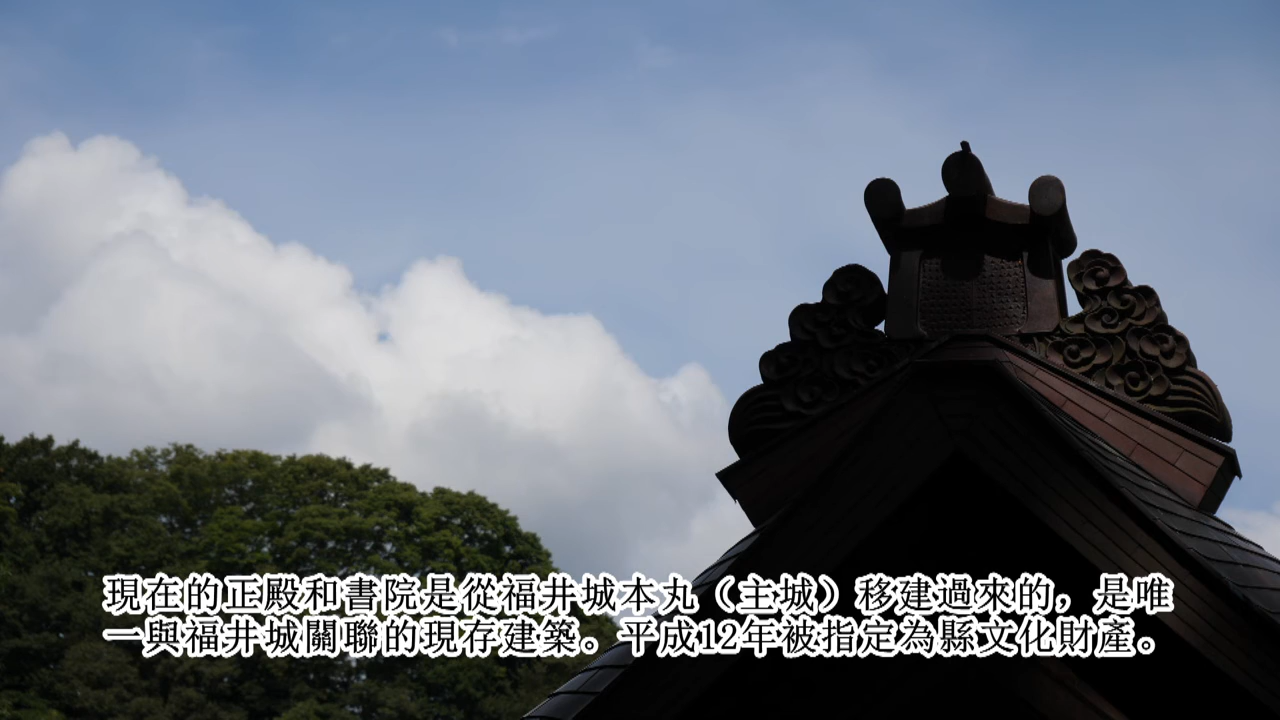 現在的正殿和書院是從福井城本丸（主城）移建過來的，是唯
一與福井城關聯的現存建築．平成12年被指定為縣文化財產．